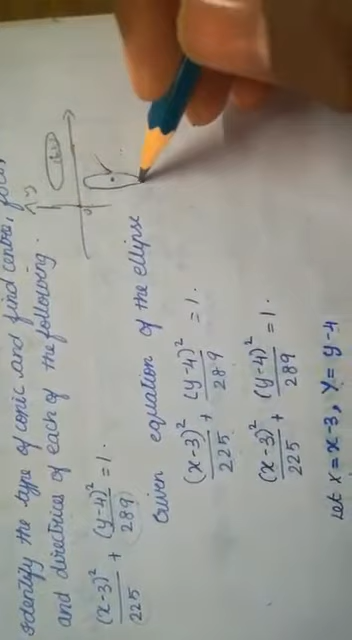 Identify the type of conic and find centre, foci,
and directrices of each of the following.
(x-3)²/225 + (y-4)²/289 = 1.
Given equation of the ellipse
(x-3)²/225 + (y-4)²/289 = 1.
(x-3)²/225 + (y-4)²/289 = 1.
Let X = x-3, Y = y-4